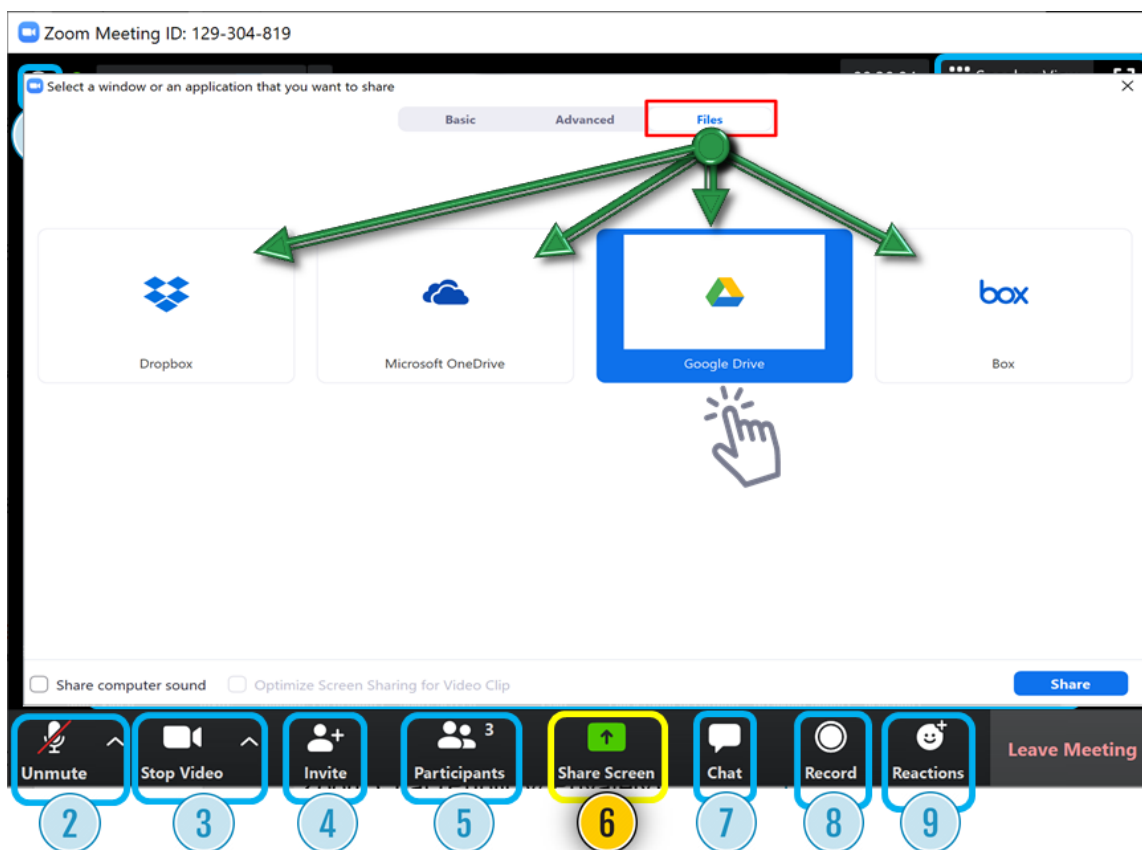 Zoom Meeting ID: 129-304-819
Select a window or an application that you want to share
Basic Advanced Files
box
Dropbox Microsoft OneDrive Google Drive Box
Share computer sound Optimize Screen Sharing for Video Clip Share
3
Unmute Stop Video Invite Participants Share Screen Chat Record Reactions Leave Meeting
2 3 4 5 6 7 8 9